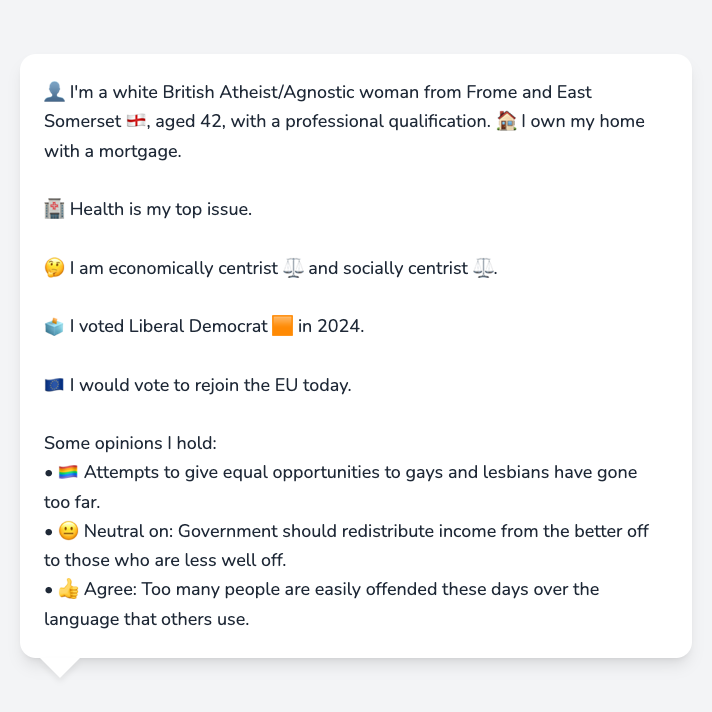 👤 I'm a white British Atheist/Agnostic woman from Frome and East
Somerset 🏴󠁧󠁢󠁥󠁮󠁧󠁿, aged 42, with a professional qualification. 🏠 I own my home
with a mortgage.
🏥 Health is my top issue.
🤔 I am economically centrist ⚖️ and socially centrist ⚖️.
🗳️ I voted Liberal Democrat 🟧 in 2024.
🇪🇺 I would vote to rejoin the EU today.
Some opinions I hold:
• 🏳️‍🌈 Attempts to give equal opportunities to gays and lesbians have gone
too far.
• 😐 Neutral on: Government should redistribute income from the better off
to those who are less well off.
• 👍 Agree: Too many people are easily offended these days over the
language that others use.